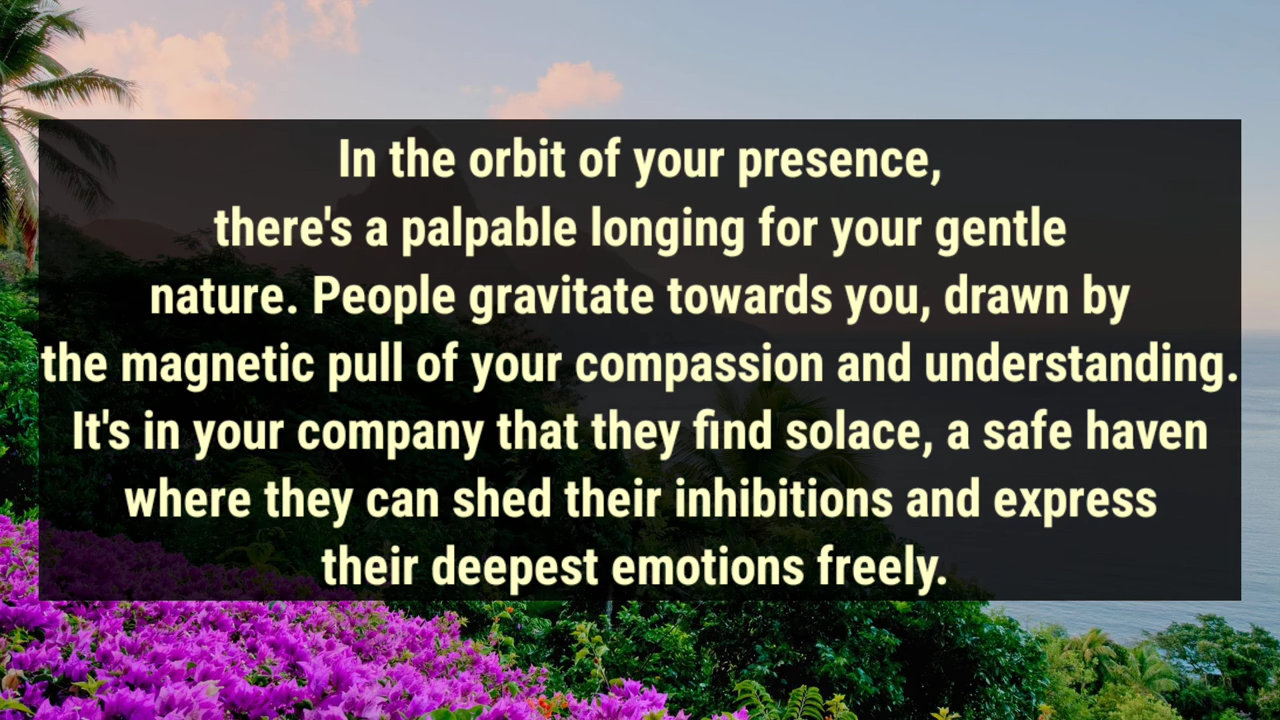 In the orbit of your presence,
there's a palpable longing for your gentle
nature. People gravitate towards you, drawn by
the magnetic pull of your compassion and understanding.
It's in your company that they find solace, a safe haven
where they can shed their inhibitions and express
their deepest emotions freely.